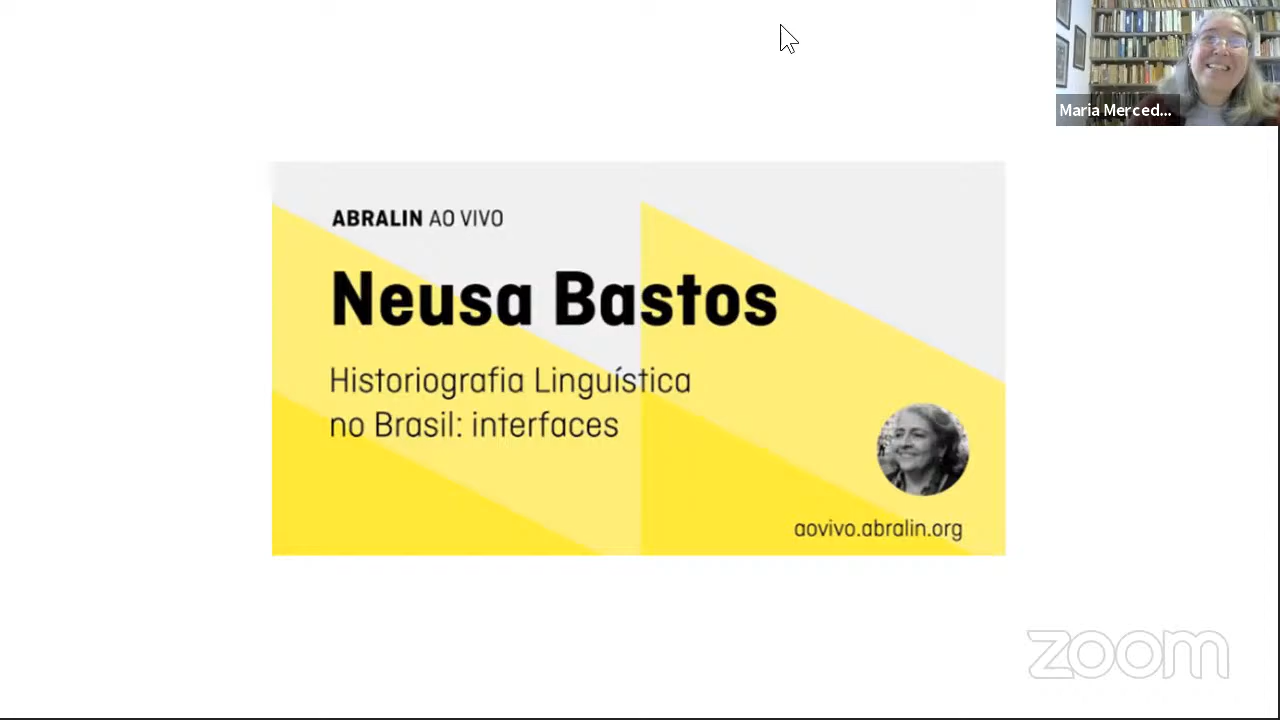 Maria Merced...
ABRALIN AO VIVO
Neusa Bastos
Historiografia Linguística
no Brasil: interfaces
aovivo.abralin.org
zoom